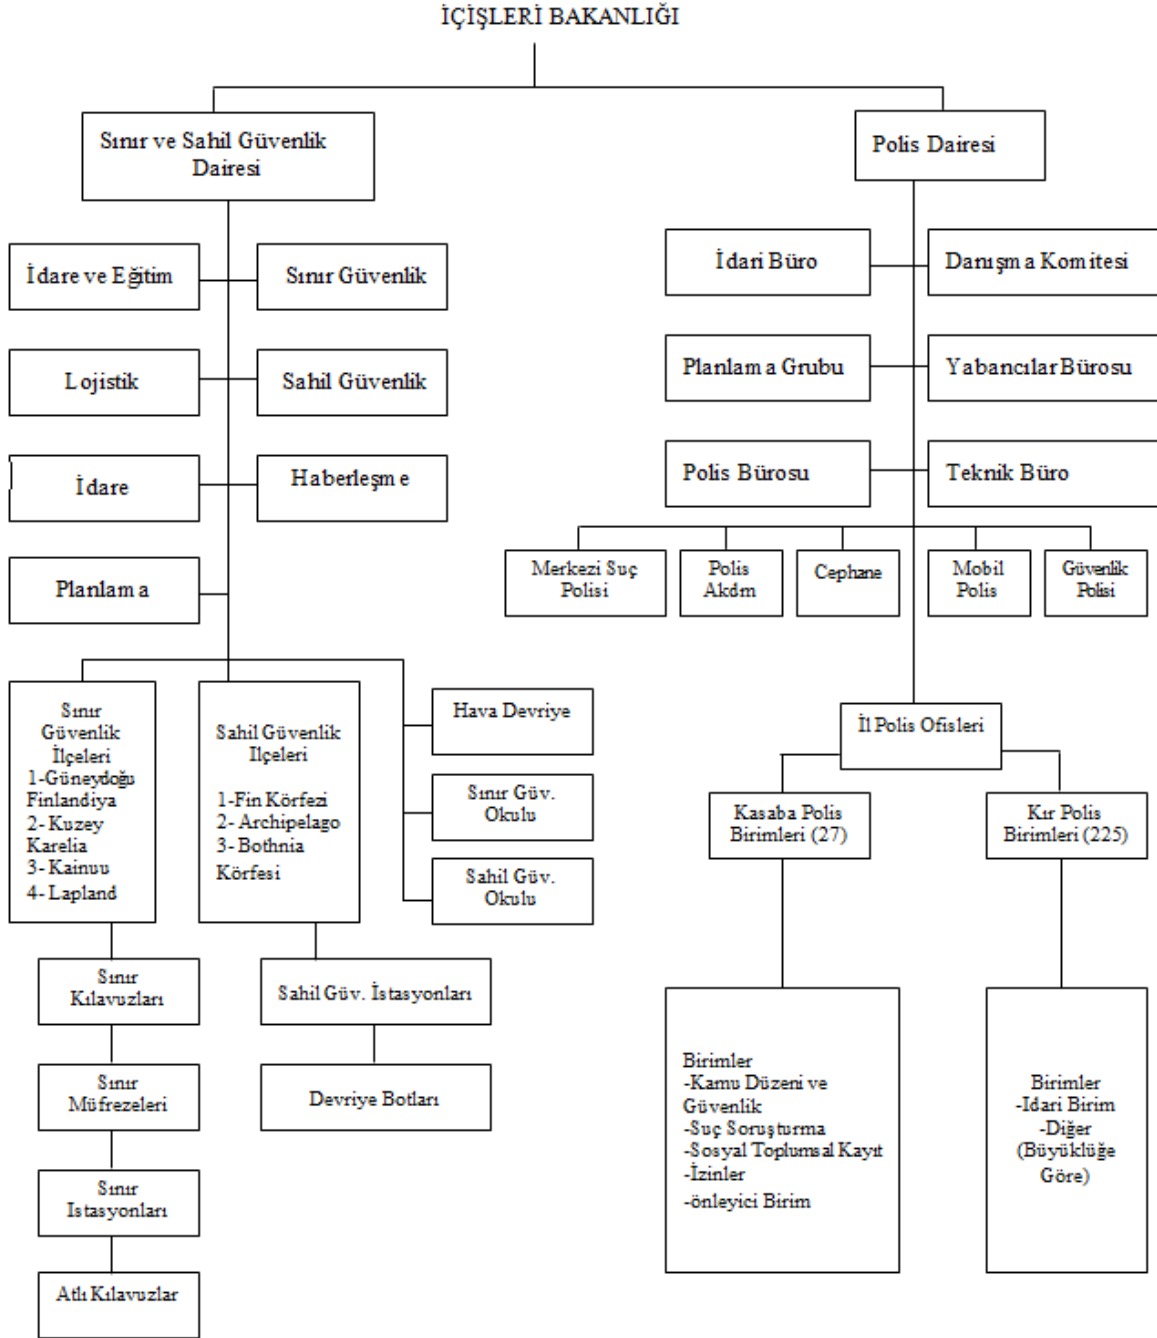 İÇİŞLERİ BAKANLIĞI
Sınır ve Sahil Güvenlik
Dairesi
Polis Dairesi
İdare ve Eğitim
Sınır Güvenlik
Lojistik
Sahil Güvenlik
İdare
Haberleşme
Planlama
İdari Büro
Danışma Komitesi
Planlama Grubu
Yabancılar Bürosu
Polis Bürosu
Teknik Büro
Merkezi Suç
Polisi
Polis
Akdm
Cephane
Mobil
Polis
Güvenlik
Polisi
Sınır
Güvenlik
İlçeleri
1-Güneydoğu
Finlandiya
2- Kuzey
Karelia
3- Kainuu
4- Lapland
Sahil Güvenlik
Ilçeleri
1-Fin Körfezi
2- Archipelago
3- Bothnia
Körfesi
Hava Devriye
Sınır Güv.
Okulu
Sahil Güv.
Okulu
Sınır
Kılavuzları
Sınır
Müfrezeleri
Sınır
Istasyonları
Atlı Kılavuzlar
Sahil Güv. İstasyonları
Devriye Botları
İl Polis Ofisleri
Kasaba Polis
Birimleri (27)
Kır Polis
Birimleri (225)
Birimler
-Kamu Düzeni ve
Güvenlik
-Suç Soruşturma
-Sosyal Toplumsal Kayıt
-İzinler
-önleyici Birim
Birimler
-Idari Birim
-Diğer
(Büyüklüğe
Göre)